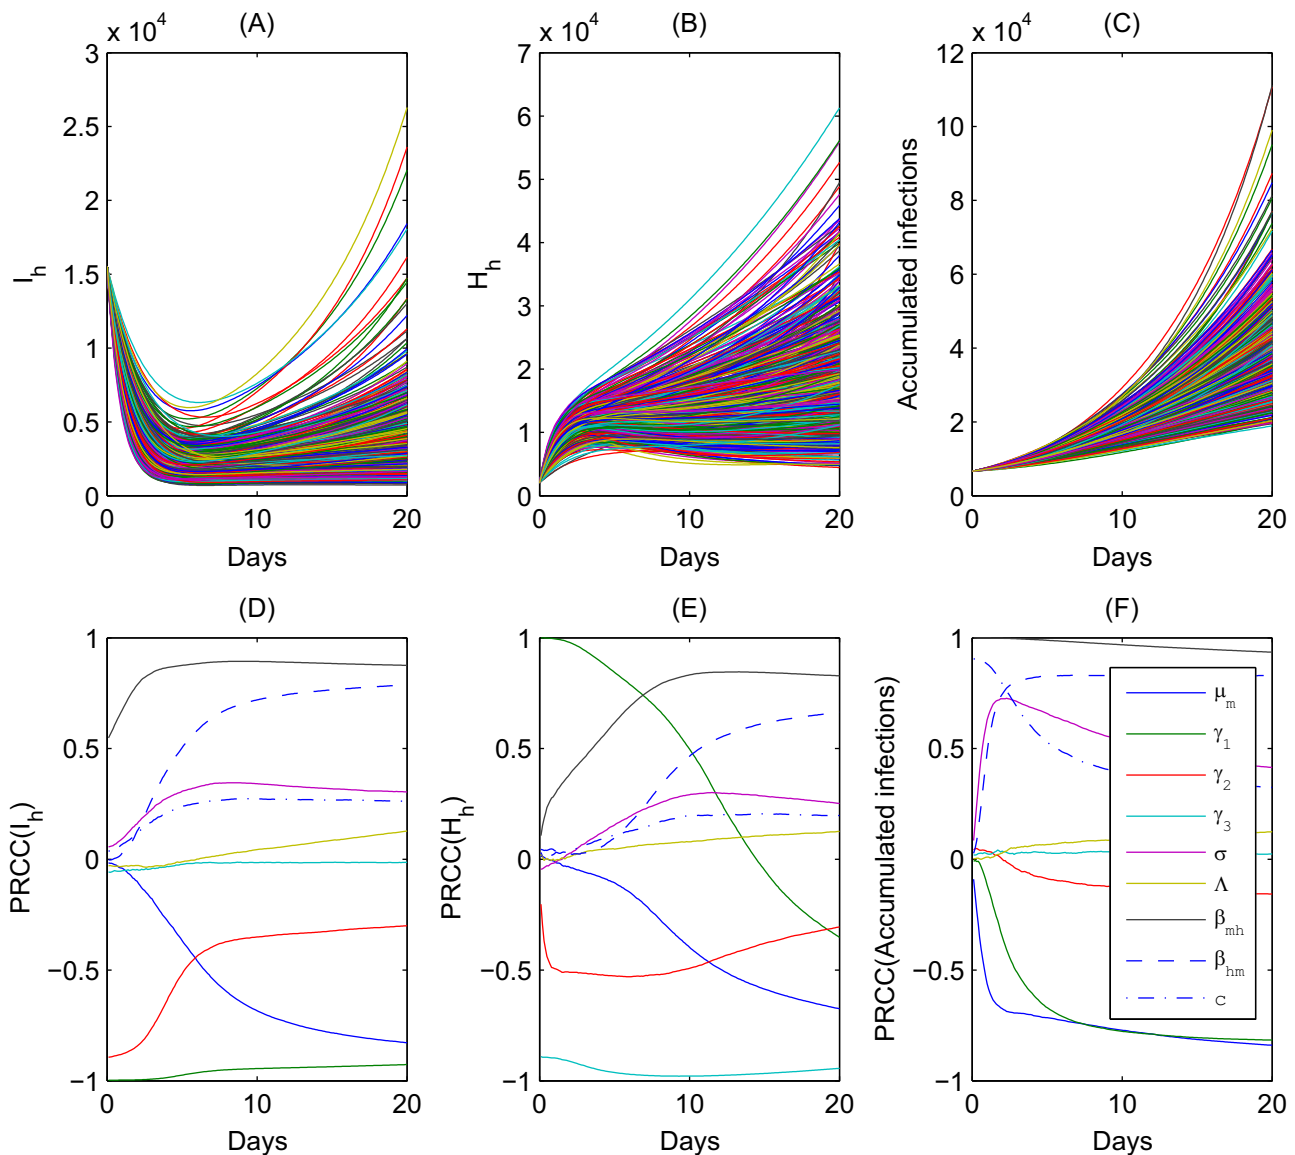 (A)
x 10^4
3
2.5
2
1.5
1
0.5
0
0
10
20
I_h
Days
(B)
x 10^4
7
6
5
4
3
2
1
0
0
10
20
H_h
Days
(C)
x 10^4
12
10
8
6
4
2
0
0
10
20
Accumulated infections
Days
(D)
1
0.5
0
−0.5
−1
0
10
20
PRCC(I_h)
Days
(E)
1
0.5
0
−0.5
−1
0
10
20
PRCC(H_h)
Days
(F)
1
0.5
0
−0.5
−1
0
10
20
PRCC(Accumulated infections)
Days
μ_m
γ_1
γ_2
γ_3
σ
Λ
β_mh
β_hm
c